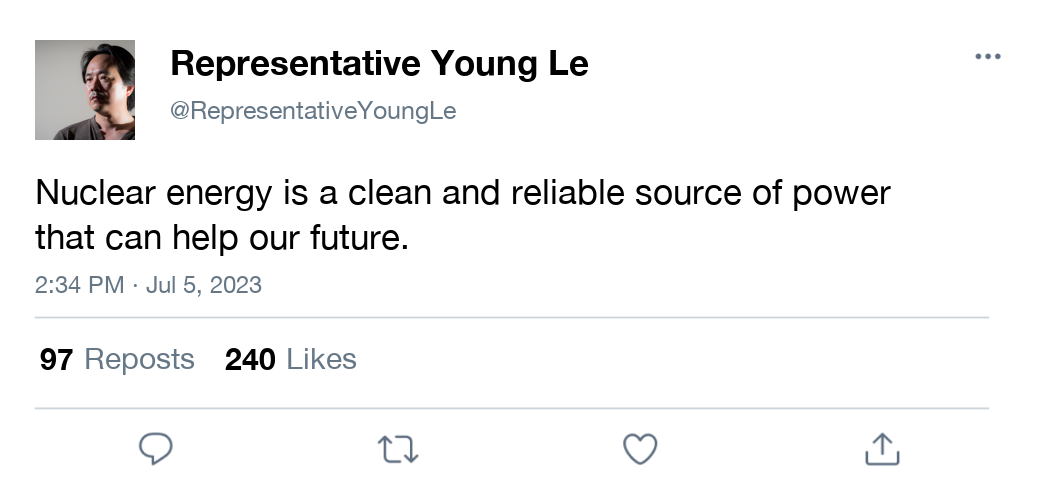 Representative Young Le
@RepresentativeYoungLe
Nuclear energy is a clean and reliable source of power
that can help our future.
2:34 PM · Jul 5, 2023
97 Reposts 240 Likes